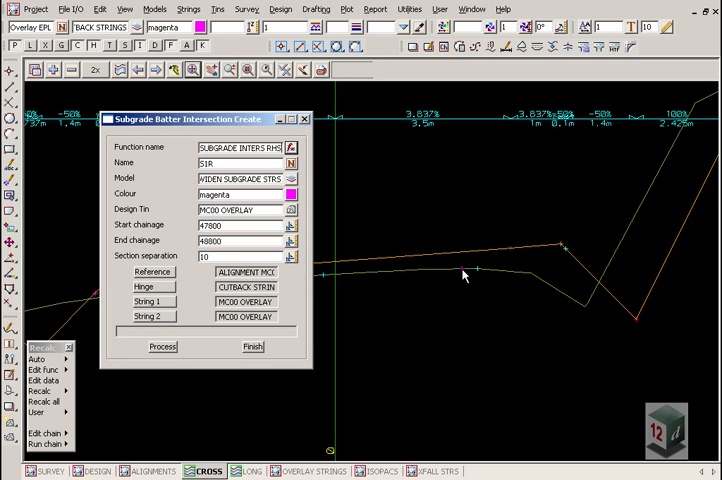 Project File I/O Edit Views Models Strings Tins Survey Design Drafting Plot Report Utilities User Window Help
Overlay EPL N 'BACK STRINGS magenta 1 1 0° 1 T 10
P L X G C H T S I D F A K
2x
-50% -50% 3.837% 3.837% -50% 100%
1.4m 3.5m 1m 0.1m 1.4m 2.425m
Subgrade Batter Intersection Create
Function name SUBGRADE INTERS RHS
Name S1R N
Model WIDEN SUBGRADE STRS
Colour magenta
Design Tin MC00 OVERLAY
Start chainage 47800
End chainage 48800
Section separation 10
Reference ALIGNMENT MC0
Hinge CUTBACK STRIN
String 1 MC00 OVERLAY
String 2 MC00 OVERLAY
Process Finish
Recalc
Auto
Edit func
Edit data
Recalc
Recalc all
User
Edit chain
Run chain
12 d
SURVEY DESIGN ALIGNMENTS CROSS LONG OVERLAY STRINGS ISOPACS XFALL STRS